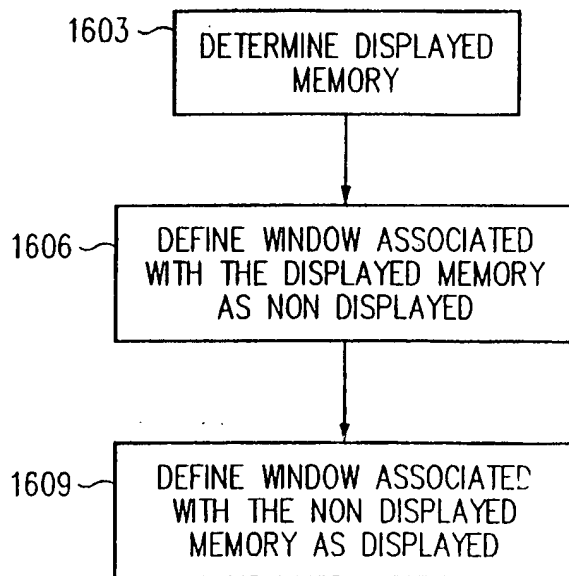 1603
DETERMINE DISPLAYED
MEMORY
1606
DEFINE WINDOW ASSOCIATED
WITH THE DISPLAYED MEMORY
AS NON DISPLAYED
1609
DEFINE WINDOW ASSOCIATED
WITH THE NON DISPLAYED
MEMORY AS DISPLAYED